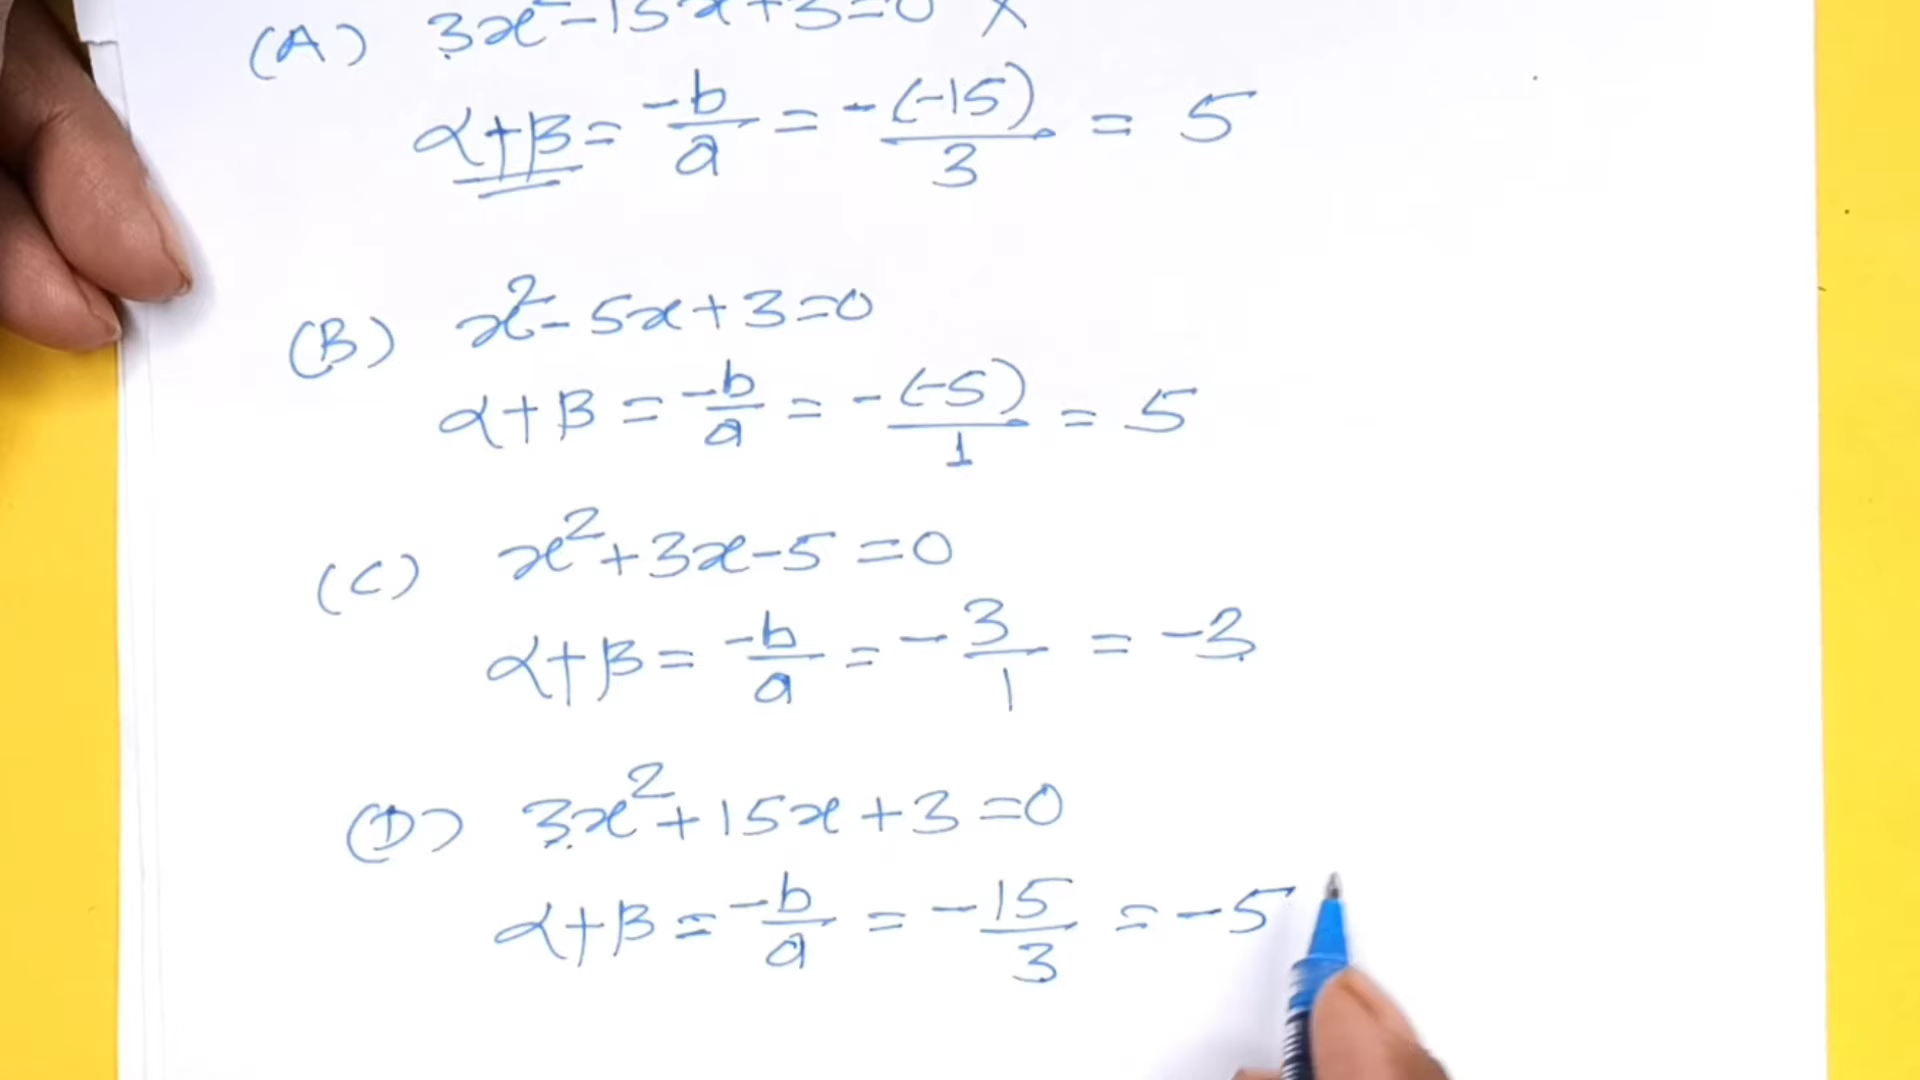 (A) 3x²-15x+3=0 X
α+β = -b/a = -(-15)/3 = 5
(B) x²-5x+3=0
α+β = -b/a = -(-5)/1 = 5
(C) x²+3x-5=0
α+β = -b/a = -3/1 = -3
(D) 3x²+15x+3=0
α+β = -b/a = -15/3 = -5